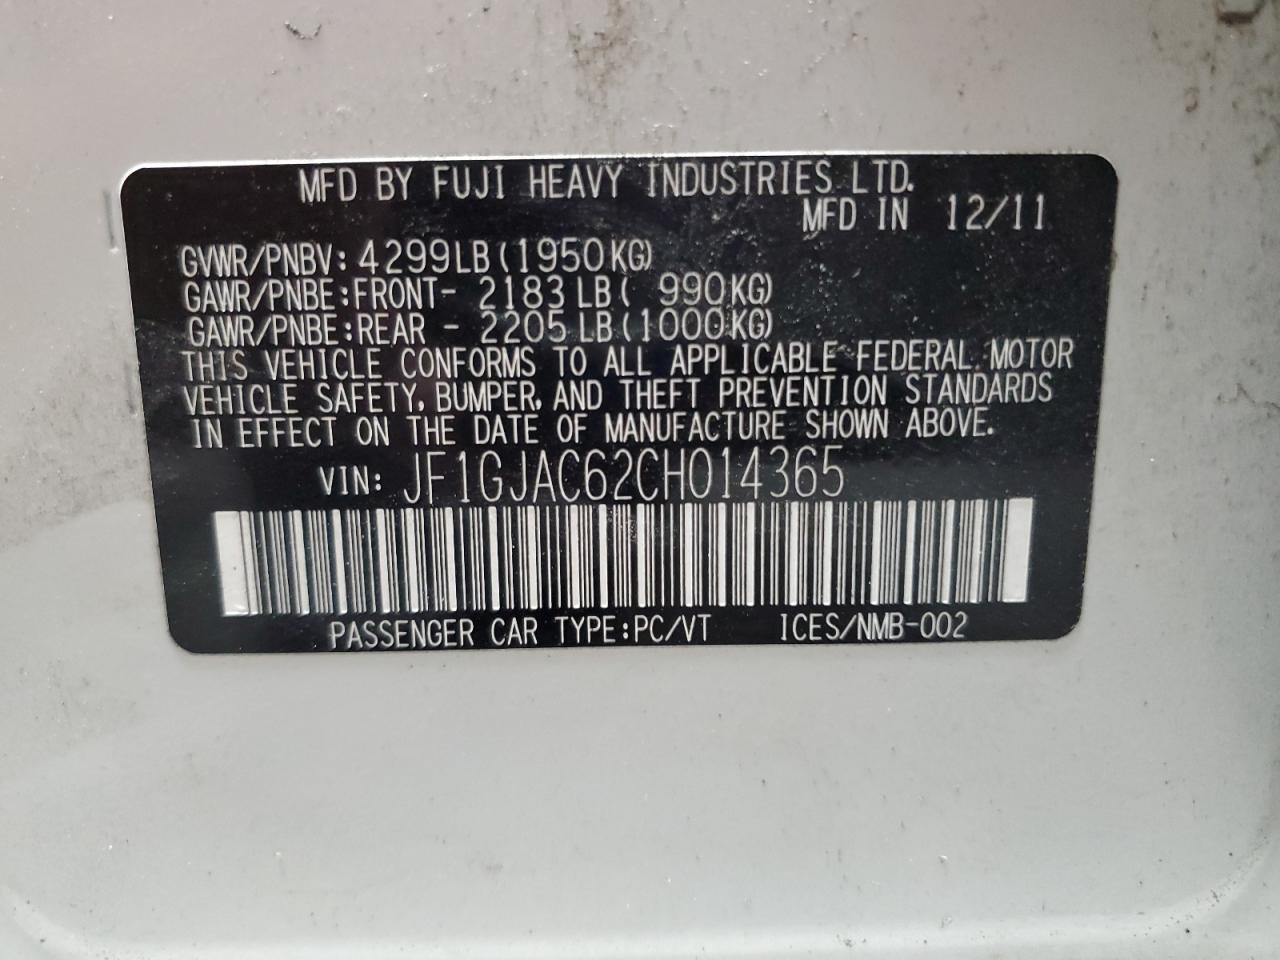 MFD BY FUJI HEAVY INDUSTRIES LTD.
MFD IN 12/11
GVWR/PNBV: 4299LB(1950KG)
GAWR/PNBE:FRONT- 2183LB( 990KG)
GAWR/PNBE:REAR - 2205LB(1000KG)
THIS VEHICLE CONFORMS TO ALL APPLICABLE FEDERAL MOTOR
VEHICLE SAFETY, BUMPER, AND THEFT PREVENTION STANDARDS
IN EFFECT ON THE DATE OF MANUFACTURE SHOWN ABOVE.
VIN: JF1GJAC62CH014365
PASSENGER CAR TYPE:PC/VT ICES/NMB-002